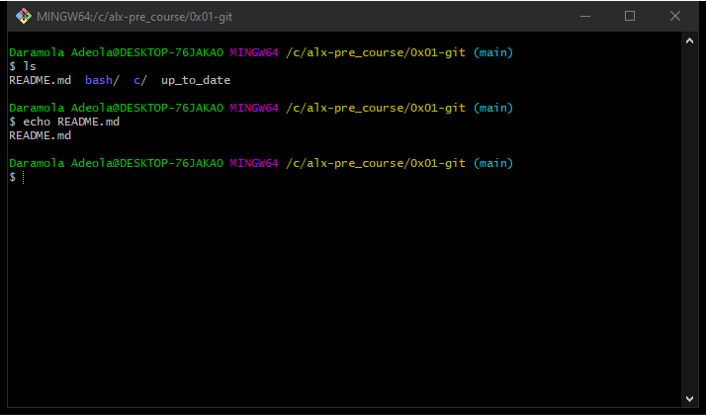 MINGW64:/c/alx-pre_course/0x01-git
Daramola Adeola@DESKTOP-76JAKAO MINGW64 /c/alx-pre_course/0x01-git (main)
$ ls
README.md  bash/  c/  up_to_date
Daramola Adeola@DESKTOP-76JAKAO MINGW64 /c/alx-pre_course/0x01-git (main)
$ echo README.md
README.md
Daramola Adeola@DESKTOP-76JAKAO MINGW64 /c/alx-pre_course/0x01-git (main)
$